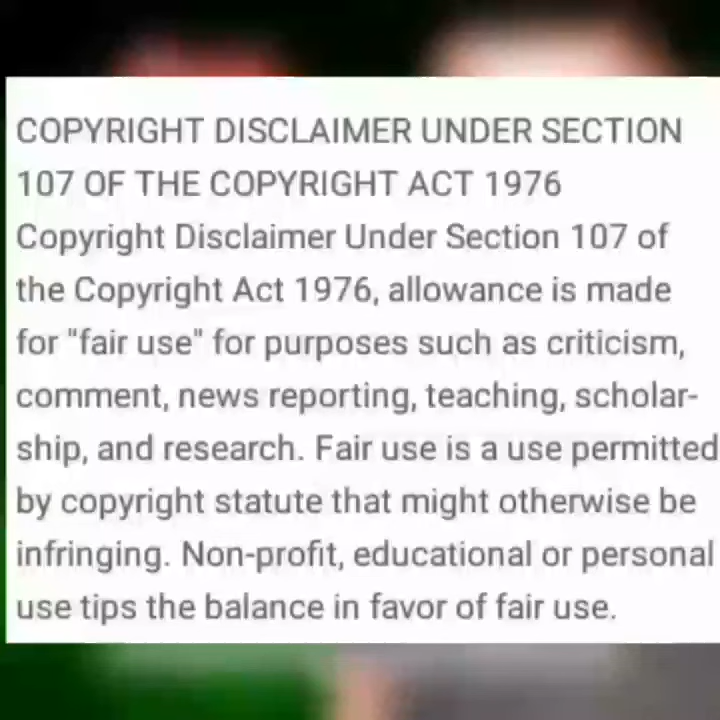 COPYRIGHT DISCLAIMER UNDER SECTION
107 OF THE COPYRIGHT ACT 1976
Copyright Disclaimer Under Section 107 of
the Copyright Act 1976, allowance is made
for "fair use" for purposes such as criticism,
comment, news reporting, teaching, scholar-
ship, and research. Fair use is a use permitted
by copyright statute that might otherwise be
infringing. Non-profit, educational or personal
use tips the balance in favor of fair use.